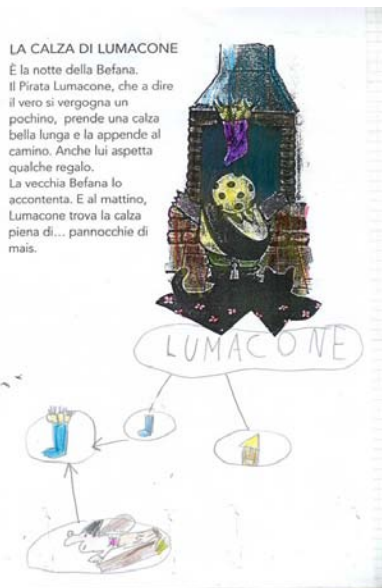 LA CALZA DI LUMACONE
È la notte della Befana.
Il Pirata Lumacone, che a dire
il vero si vergogna un
pochino, prende una calza
bella lunga e la appende al
camino. Anche lui aspetta
qualche regalo.
La vecchia Befana lo
accontenta. E al mattino,
Lumacone trova la calza
piena di... pannocchie di
mais.
LUMACONE